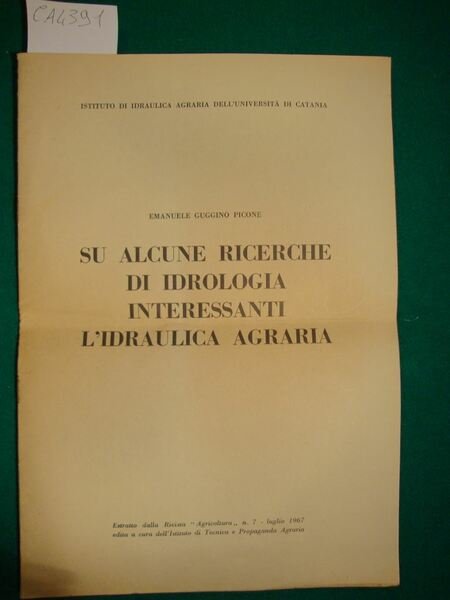 CA4391
ISTITUTO DI IDRAULICA AGRARIA DELL'UNIVERSITÀ DI CATANIA
EMANUELE GUGGINO PICONE
SU ALCUNE RICERCHE
DI IDROLOGIA
INTERESSANTI
L'IDRAULICA AGRARIA
Estratto dalla Rivista "Agricoltura,, n. 7 - luglio 1967
edita a cura dell'Istituto di Tecnica e Propaganda Agraria